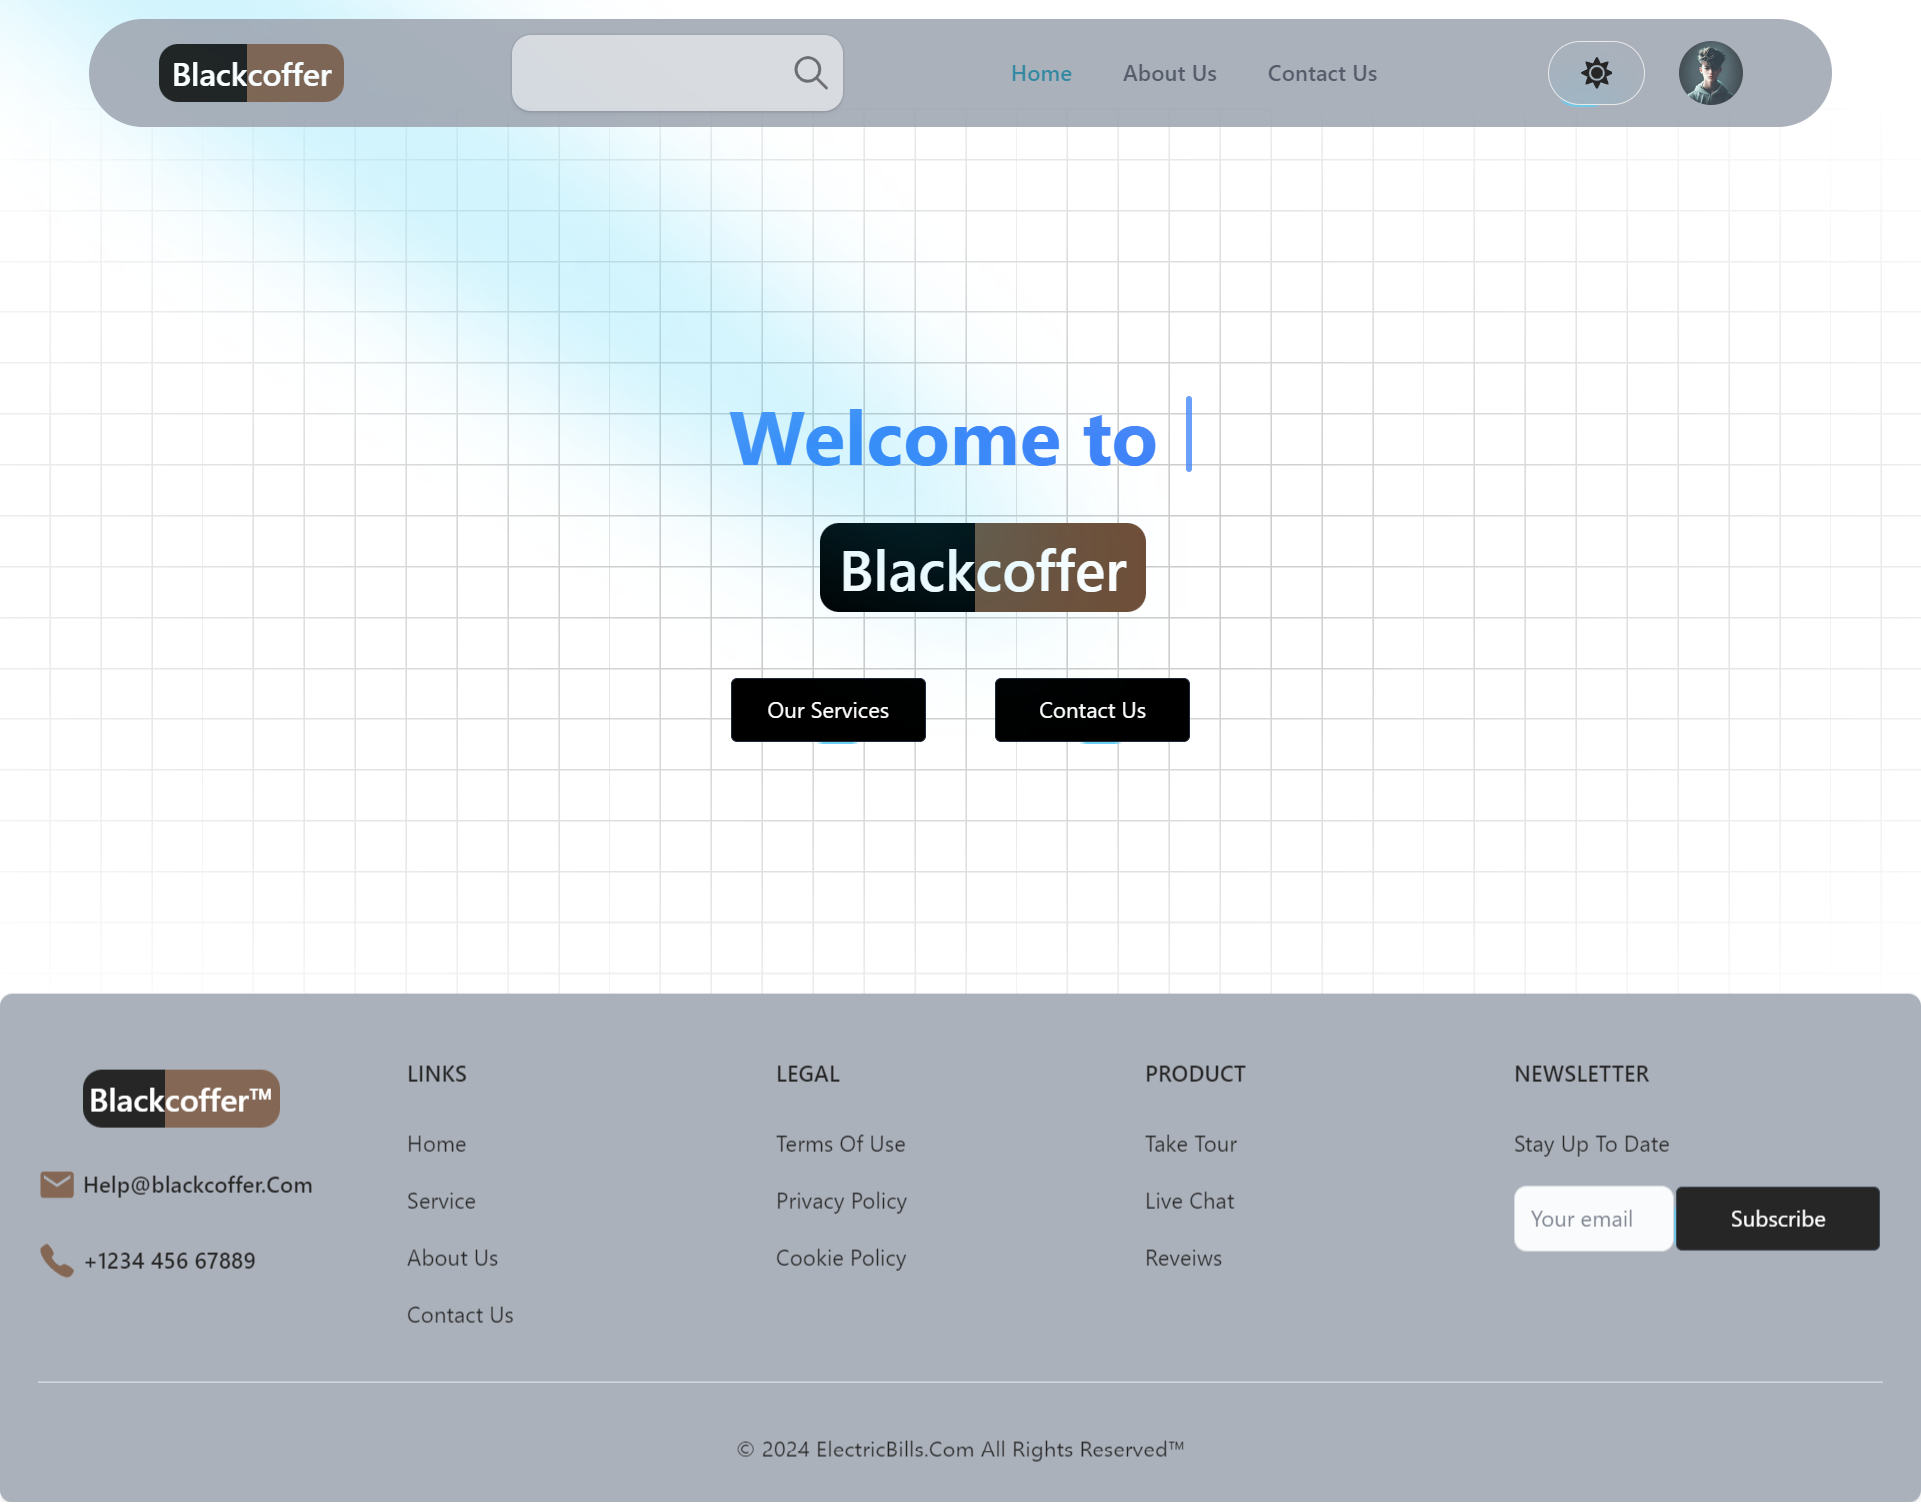 Blackcoffer
Home About Us Contact Us
Welcome to
Blackcoffer
Our Services Contact Us
Blackcoffer™
Help@blackcoffer.Com
+1234 456 67889
LINKS
Home
Service
About Us
Contact Us
LEGAL
Terms Of Use
Privacy Policy
Cookie Policy
PRODUCT
Take Tour
Live Chat
Reveiws
NEWSLETTER
Stay Up To Date
Your email Subscribe
© 2024 ElectricBills.Com All Rights Reserved™